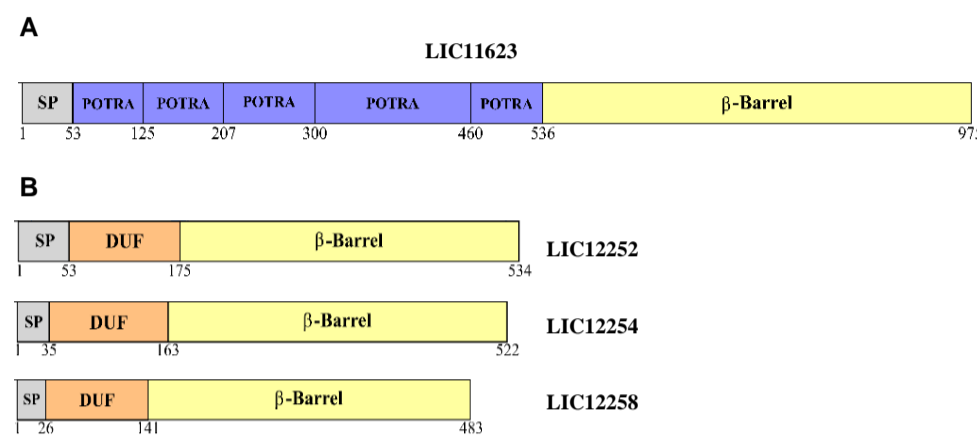 A
LIC11623
SP POTRA POTRA POTRA POTRA POTRA β-Barrel
1 53 125 207 300 460 536
B
SP DUF β-Barrel
1 53 175 534
LIC12252
SP DUF β-Barrel
1 35 163 522
LIC12254
SP DUF β-Barrel
1 26 141 483
LIC12258